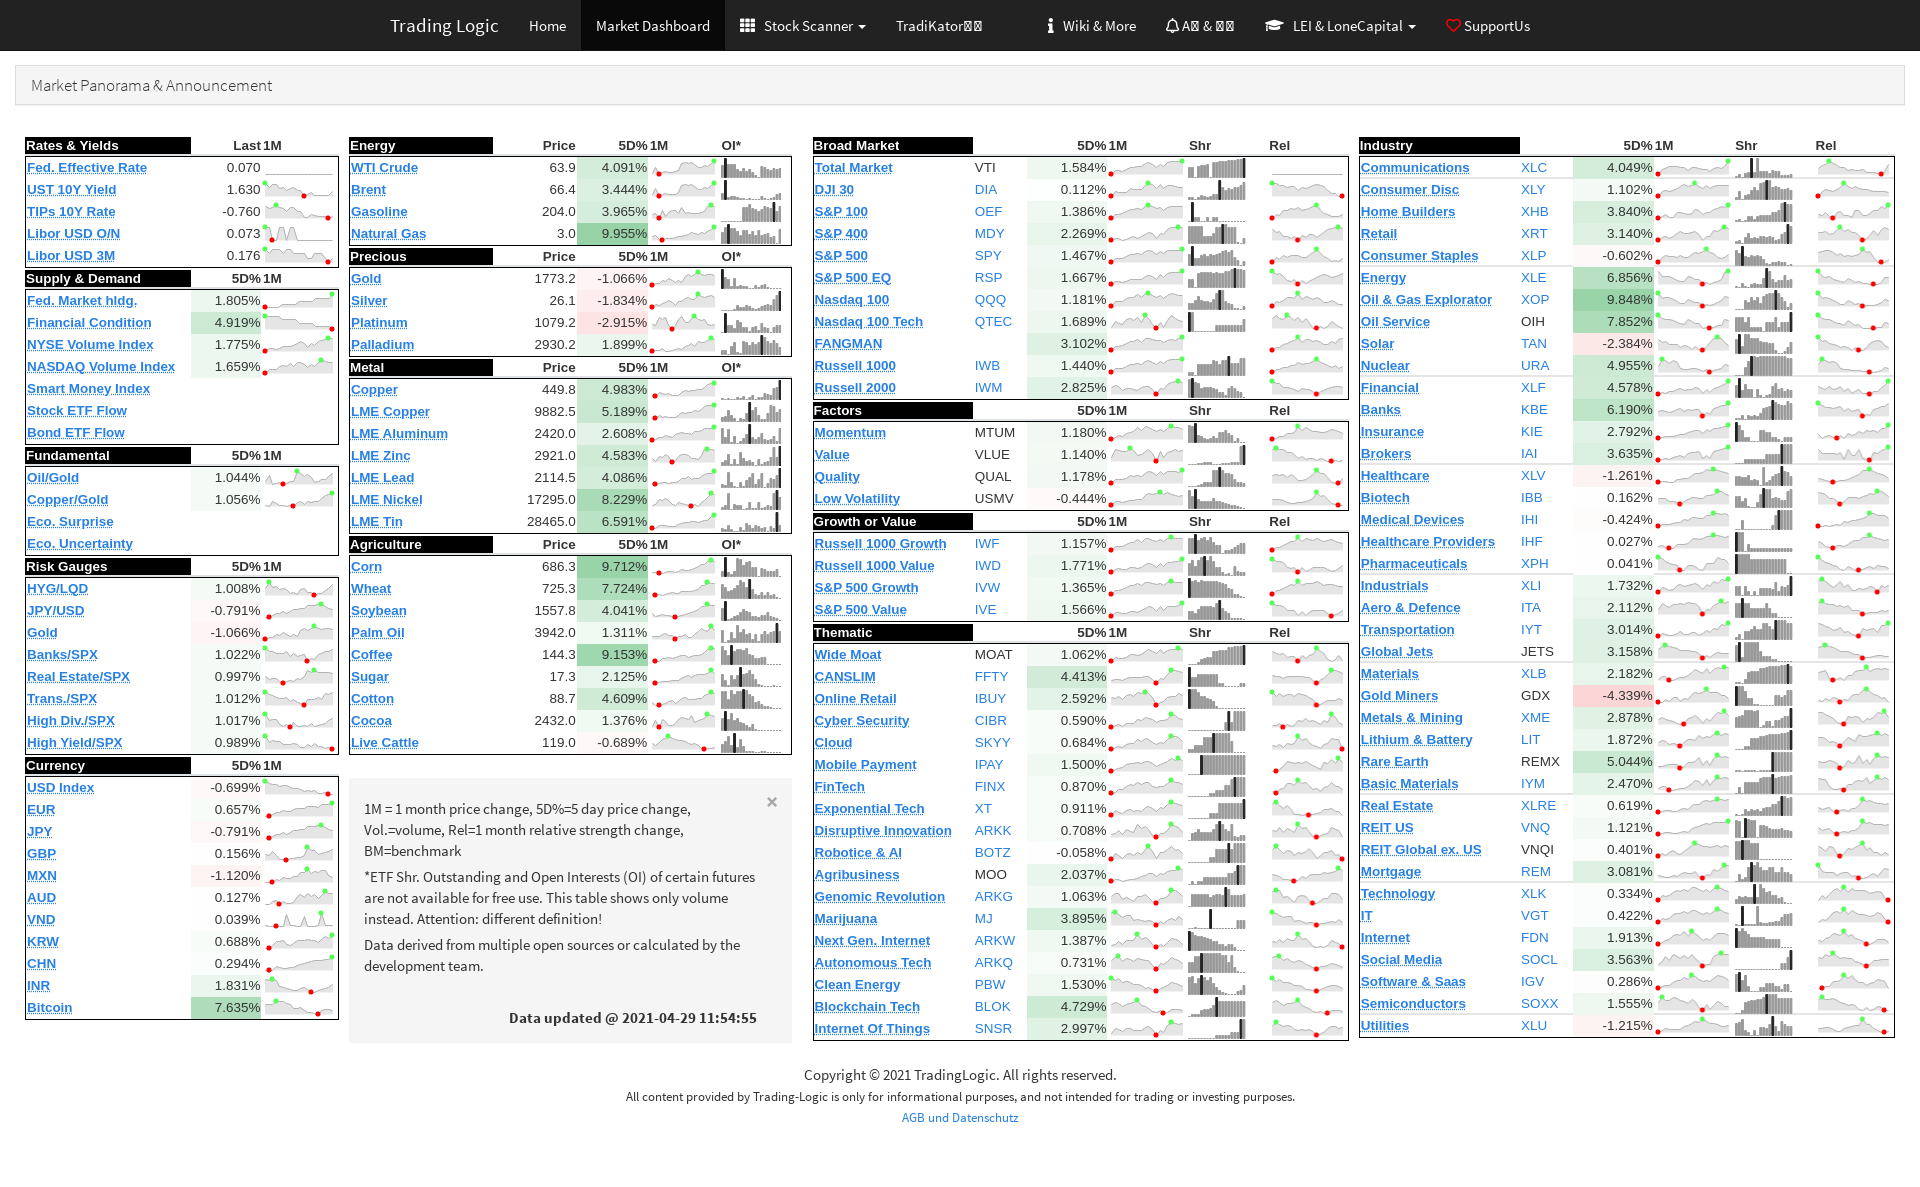 Trading Logic Home Market Dashboard Stock Scanner TradiKator Wiki & More A & LEI & LoneCapital SupportUs
Market Panorama & Announcement
Rates & Yields Last 1M
Fed. Effective Rate 0.070
UST 10Y Yield 1.630
TIPs 10Y Rate -0.760
Libor USD O/N 0.073
Libor USD 3M 0.176
Supply & Demand 5D% 1M
Fed. Market hldg. 1.805%
Financial Condition 4.919%
NYSE Volume Index 1.775%
NASDAQ Volume Index 1.659%
Smart Money Index
Stock ETF Flow
Bond ETF Flow
Fundamental 5D% 1M
Oil/Gold 1.044%
Copper/Gold 1.056%
Eco. Surprise
Eco. Uncertainty
Risk Gauges 5D% 1M
HYG/LQD 1.008%
JPY/USD -0.791%
Gold -1.066%
Banks/SPX 1.022%
Real Estate/SPX 0.997%
Trans./SPX 1.012%
High Div./SPX 1.017%
High Yield/SPX 0.989%
Currency 5D% 1M
USD Index -0.699%
EUR 0.657%
JPY -0.791%
GBP 0.156%
MXN -1.120%
AUD 0.127%
VND 0.039%
KRW 0.688%
CHN 0.294%
INR 1.831%
Bitcoin 7.635%
Energy Price 5D% 1M OI*
WTI Crude 63.9 4.091%
Brent 66.4 3.444%
Gasoline 204.0 3.965%
Natural Gas 3.0 9.955%
Precious Price 5D% 1M OI*
Gold 1773.2 -1.066%
Silver 26.1 -1.834%
Platinum 1079.2 -2.915%
Palladium 2930.2 1.899%
Metal Price 5D% 1M OI*
Copper 449.8 4.983%
LME Copper 9882.5 5.189%
LME Aluminum 2420.0 2.608%
LME Zinc 2921.0 4.583%
LME Lead 2114.5 4.086%
LME Nickel 17295.0 8.229%
LME Tin 28465.0 6.591%
Agriculture Price 5D% 1M OI*
Corn 686.3 9.712%
Wheat 725.3 7.724%
Soybean 1557.8 4.041%
Palm Oil 3942.0 1.311%
Coffee 144.3 9.153%
Sugar 17.3 2.125%
Cotton 88.7 4.609%
Cocoa 2432.0 1.376%
Live Cattle 119.0 -0.689%
×
1M = 1 month price change, 5D%=5 day price change,
Vol.=volume, Rel=1 month relative strength change,
BM=benchmark
*ETF Shr. Outstanding and Open Interests (OI) of certain futures
are not available for free use. This table shows only volume
instead. Attention: different definition!
Data derived from multiple open sources or calculated by the
development team.
Data updated @ 2021-04-29 11:54:55
Broad Market 5D% 1M Shr Rel
Total Market VTI 1.584%
DJI 30 DIA 0.112%
S&P 100 OEF 1.386%
S&P 400 MDY 2.269%
S&P 500 SPY 1.467%
S&P 500 EQ RSP 1.667%
Nasdaq 100 QQQ 1.181%
Nasdaq 100 Tech QTEC 1.689%
FANGMAN 3.102%
Russell 1000 IWB 1.440%
Russell 2000 IWM 2.825%
Factors 5D% 1M Shr Rel
Momentum MTUM 1.180%
Value VLUE 1.140%
Quality QUAL 1.178%
Low Volatility USMV -0.444%
Growth or Value 5D% 1M Shr Rel
Russell 1000 Growth IWF 1.157%
Russell 1000 Value IWD 1.771%
S&P 500 Growth IVW 1.365%
S&P 500 Value IVE 1.566%
Thematic 5D% 1M Shr Rel
Wide Moat MOAT 1.062%
CANSLIM FFTY 4.413%
Online Retail IBUY 2.592%
Cyber Security CIBR 0.590%
Cloud SKYY 0.684%
Mobile Payment IPAY 1.500%
FinTech FINX 0.870%
Exponential Tech XT 0.911%
Disruptive Innovation ARKK 0.708%
Robotice & AI BOTZ -0.058%
Agribusiness MOO 2.037%
Genomic Revolution ARKG 1.063%
Marijuana MJ 3.895%
Next Gen. Internet ARKW 1.387%
Autonomous Tech ARKQ 0.731%
Clean Energy PBW 1.530%
Blockchain Tech BLOK 4.729%
Internet Of Things SNSR 2.997%
Industry 5D% 1M Shr Rel
Communications XLC 4.049%
Consumer Disc XLY 1.102%
Home Builders XHB 3.840%
Retail XRT 3.140%
Consumer Staples XLP -0.602%
Energy XLE 6.856%
Oil & Gas Explorator XOP 9.848%
Oil Service OIH 7.852%
Solar TAN -2.384%
Nuclear URA 4.955%
Financial XLF 4.578%
Banks KBE 6.190%
Insurance KIE 2.792%
Brokers IAI 3.635%
Healthcare XLV -1.261%
Biotech IBB 0.162%
Medical Devices IHI -0.424%
Healthcare Providers IHF 0.027%
Pharmaceuticals XPH 0.041%
Industrials XLI 1.732%
Aero & Defence ITA 2.112%
Transportation IYT 3.014%
Global Jets JETS 3.158%
Materials XLB 2.182%
Gold Miners GDX -4.339%
Metals & Mining XME 2.878%
Lithium & Battery LIT 1.872%
Rare Earth REMX 5.044%
Basic Materials IYM 2.470%
Real Estate XLRE 0.619%
REIT US VNQ 1.121%
REIT Global ex. US VNQI 0.401%
Mortgage REM 3.081%
Technology XLK 0.334%
IT VGT 0.422%
Internet FDN 1.913%
Social Media SOCL 3.563%
Software & Saas IGV 0.286%
Semiconductors SOXX 1.555%
Utilities XLU -1.215%
Copyright © 2021 TradingLogic. All rights reserved.
All content provided by Trading-Logic is only for informational purposes, and not intended for trading or investing purposes.
AGB und Datenschutz